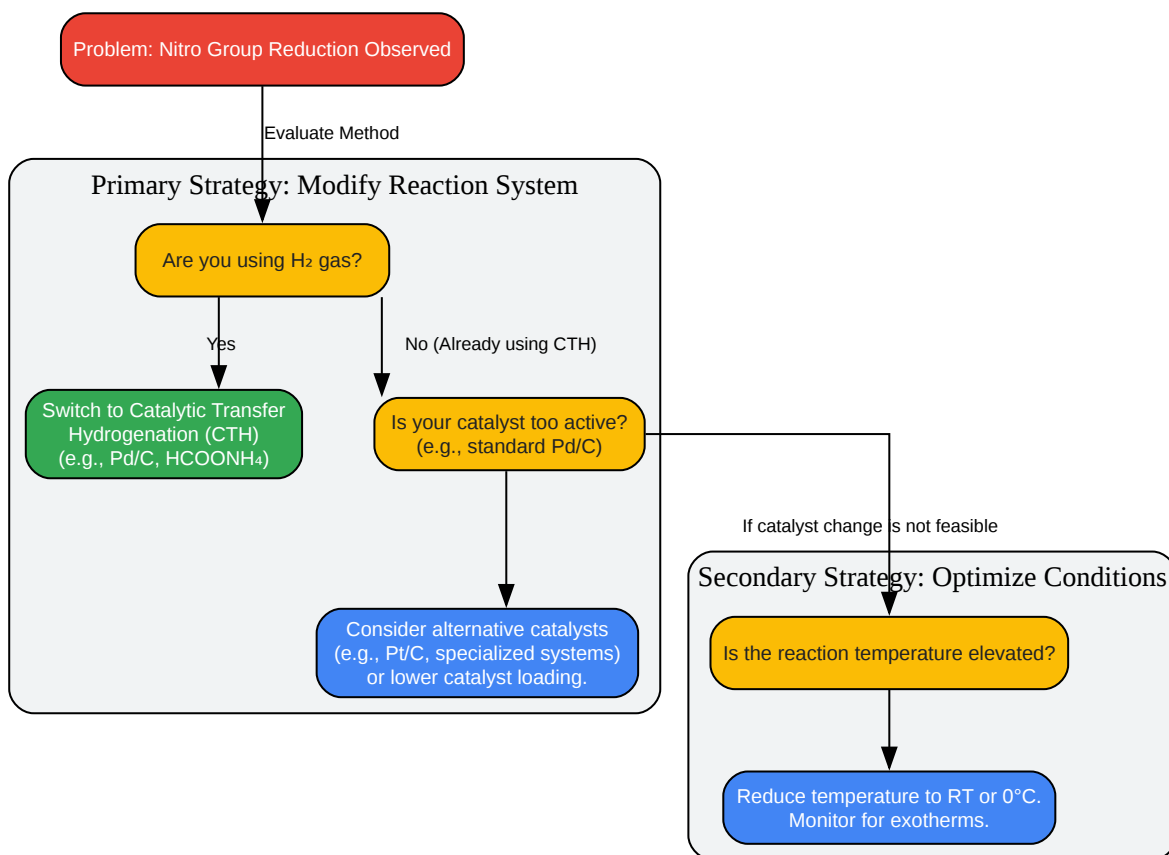 Problem: Nitro Group Reduction Observed
Evaluate Method
Primary Strategy: Modify Reaction System
Are you using H₂ gas?
Yes
No (Already using CTH)
Switch to Catalytic Transfer
Hydrogenation (CTH)
(e.g., Pd/C, HCOONH₄)
Is your catalyst too active?
(e.g., standard Pd/C)
If catalyst change is not feasible
Secondary Strategy: Optimize Conditions
Consider alternative catalysts
(e.g., Pt/C, specialized systems)
or lower catalyst loading.
Is the reaction temperature elevated?
Reduce temperature to RT or 0°C.
Monitor for exotherms.